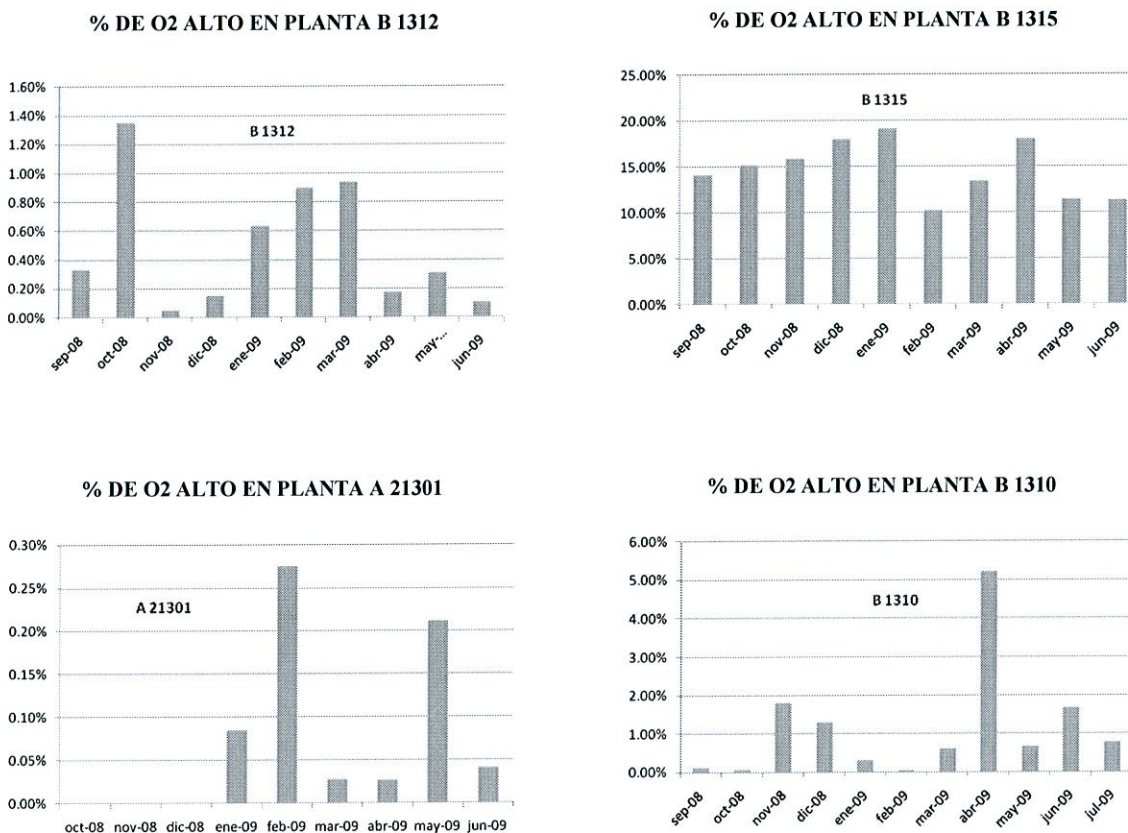 % DE O2 ALTO EN PLANTA B 1312
1.60%
1.40%
1.20%
1.00%
0.80%
0.60%
0.40%
0.20%
0.00%
B 1312
sep-08
oct-08
nov-08
dic-08
ene-09
feb-09
mar-09
abr-09
may-...
jun-09
% DE O2 ALTO EN PLANTA B 1315
25.00%
20.00%
15.00%
10.00%
5.00%
0.00%
B 1315
sep-08
oct-08
nov-08
dic-08
ene-09
feb-09
mar-09
abr-09
may-09
jun-09
% DE O2 ALTO EN PLANTA A 21301
0.30%
0.25%
0.20%
0.15%
0.10%
0.05%
0.00%
A 21301
oct-08 nov-08 dic-08 ene-09 feb-09 mar-09 abr-09 may-09 jun-09
% DE O2 ALTO EN PLANTA B 1310
6.00%
5.00%
4.00%
3.00%
2.00%
1.00%
0.00%
B 1310
sep-08
oct-08
nov-08
dic-08
ene-09
feb-09
mar-09
abr-09
may-09
jun-09
jul-09